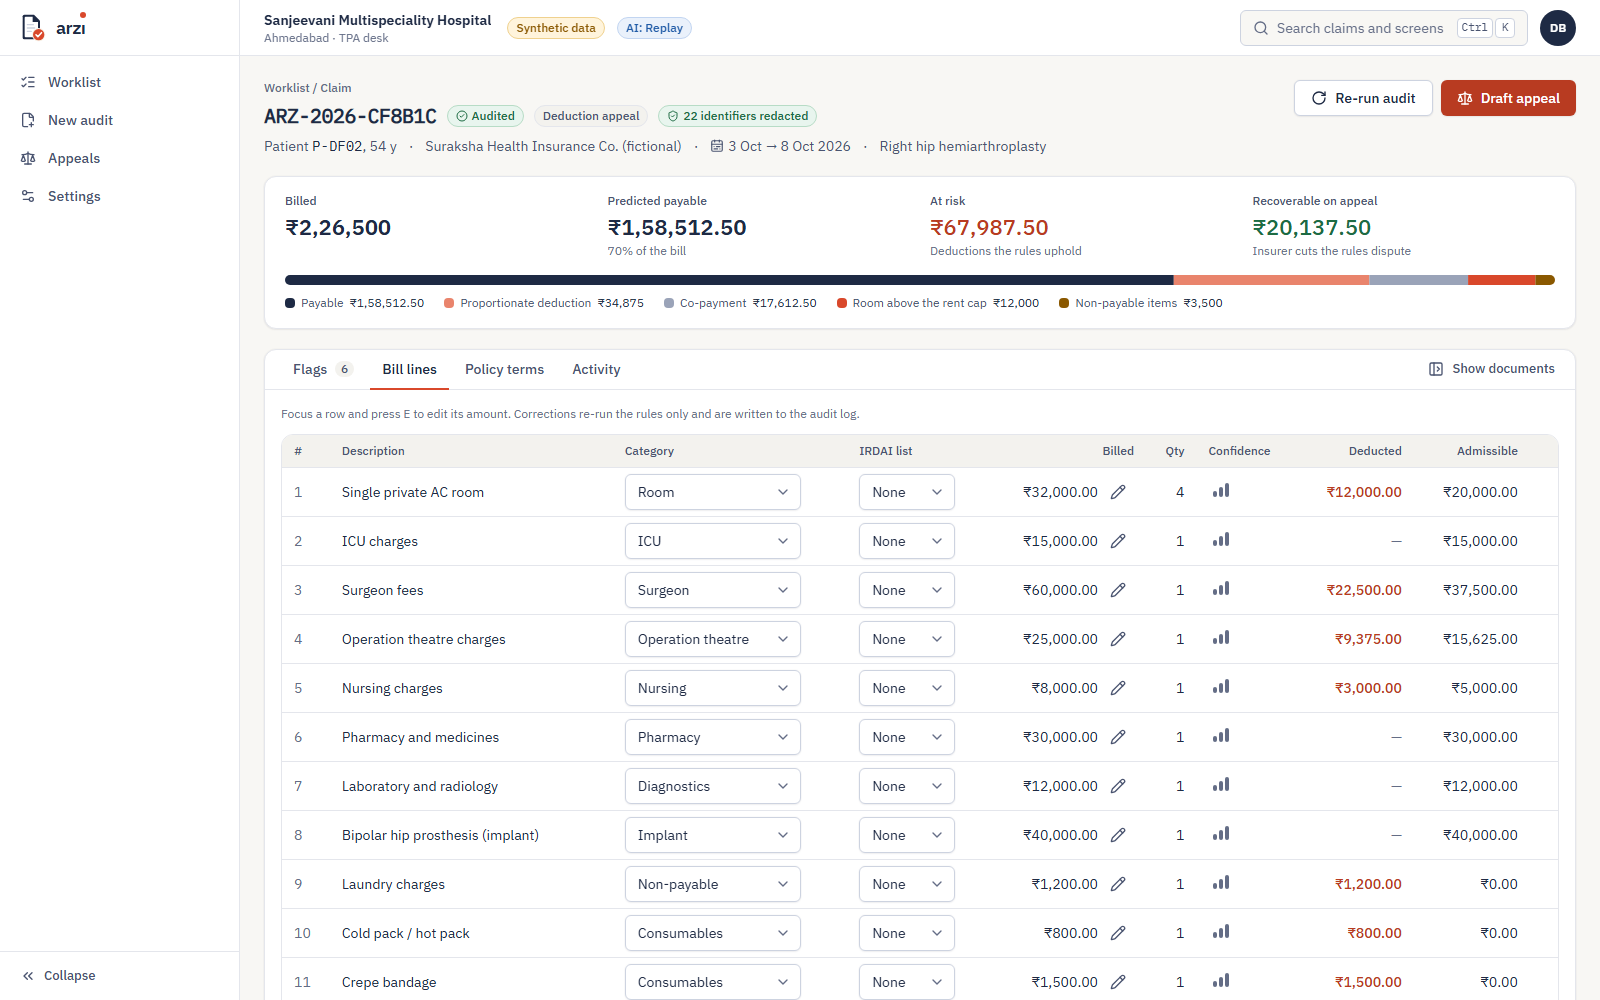 arzi
Sanjeevani Multispeciality Hospital
Ahmedabad · TPA desk
Synthetic data
AI: Replay
Search claims and screens Ctrl K
DB
Worklist
New audit
Appeals
Settings
Collapse
Worklist / Claim
ARZ-2026-CF8B1C
Audited
Deduction appeal
22 identifiers redacted
Re-run audit
Draft appeal
Patient P-DF02, 54 y · Suraksha Health Insurance Co. (fictional) · 3 Oct → 8 Oct 2026 · Right hip hemiarthroplasty
Billed
₹2,26,500
Predicted payable
₹1,58,512.50
70% of the bill
At risk
₹67,987.50
Deductions the rules uphold
Recoverable on appeal
₹20,137.50
Insurer cuts the rules dispute
Payable ₹1,58,512.50
Proportionate deduction ₹34,875
Co-payment ₹17,612.50
Room above the rent cap ₹12,000
Non-payable items ₹3,500
Flags 6
Bill lines
Policy terms
Activity
Show documents
Focus a row and press E to edit its amount. Corrections re-run the rules only and are written to the audit log.
# Description Category IRDAI list Billed Qty Confidence Deducted Admissible
1 Single private AC room Room None ₹32,000.00 4 ₹12,000.00 ₹20,000.00
2 ICU charges ICU None ₹15,000.00 1 — ₹15,000.00
3 Surgeon fees Surgeon None ₹60,000.00 1 ₹22,500.00 ₹37,500.00
4 Operation theatre charges Operation theatre None ₹25,000.00 1 ₹9,375.00 ₹15,625.00
5 Nursing charges Nursing None ₹8,000.00 1 ₹3,000.00 ₹5,000.00
6 Pharmacy and medicines Pharmacy None ₹30,000.00 1 — ₹30,000.00
7 Laboratory and radiology Diagnostics None ₹12,000.00 1 — ₹12,000.00
8 Bipolar hip prosthesis (implant) Implant None ₹40,000.00 1 — ₹40,000.00
9 Laundry charges Non-payable None ₹1,200.00 1 ₹1,200.00 ₹0.00
10 Cold pack / hot pack Consumables None ₹800.00 1 ₹800.00 ₹0.00
11 Crepe bandage Consumables None ₹1,500.00 1 ₹1,500.00 ₹0.00